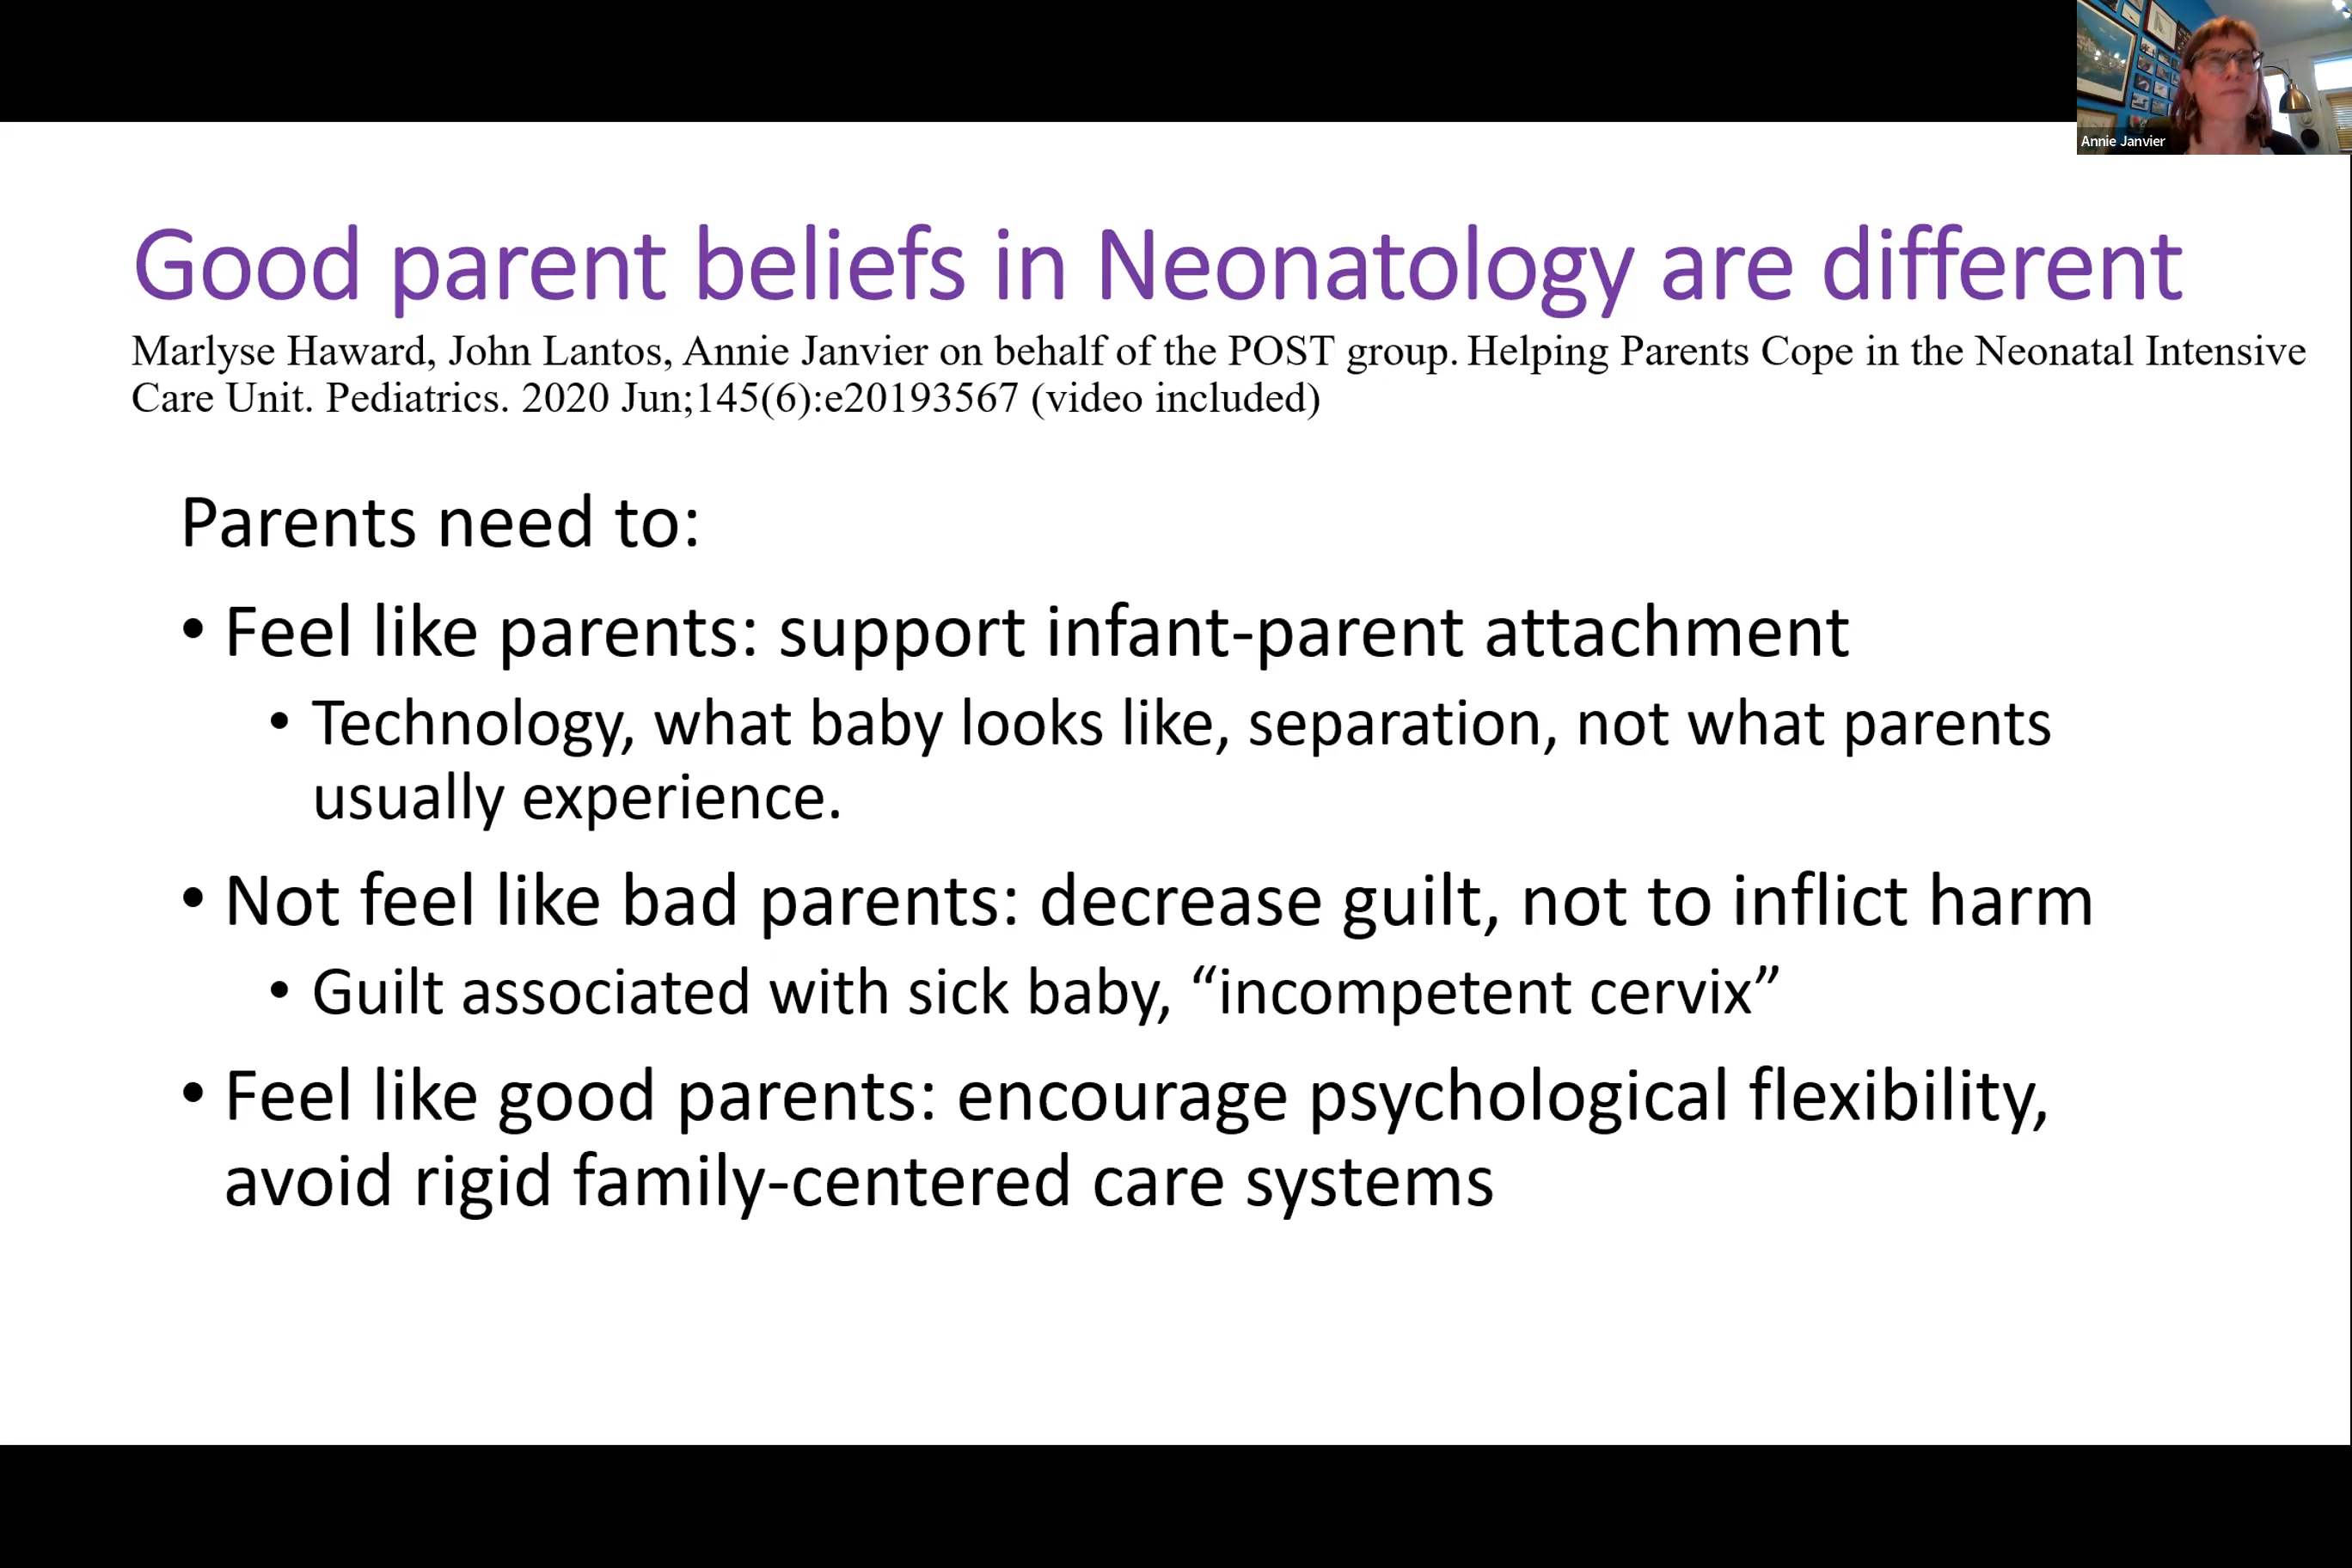 Annie Janvier
Good parent beliefs in Neonatology are different
Marlyse Haward, John Lantos, Annie Janvier on behalf of the POST group. Helping Parents Cope in the Neonatal Intensive
Care Unit. Pediatrics. 2020 Jun;145(6):e20193567 (video included)
Parents need to:
• Feel like parents: support infant-parent attachment
• Technology, what baby looks like, separation, not what parents
usually experience.
• Not feel like bad parents: decrease guilt, not to inflict harm
• Guilt associated with sick baby, “incompetent cervix”
• Feel like good parents: encourage psychological flexibility,
avoid rigid family-centered care systems